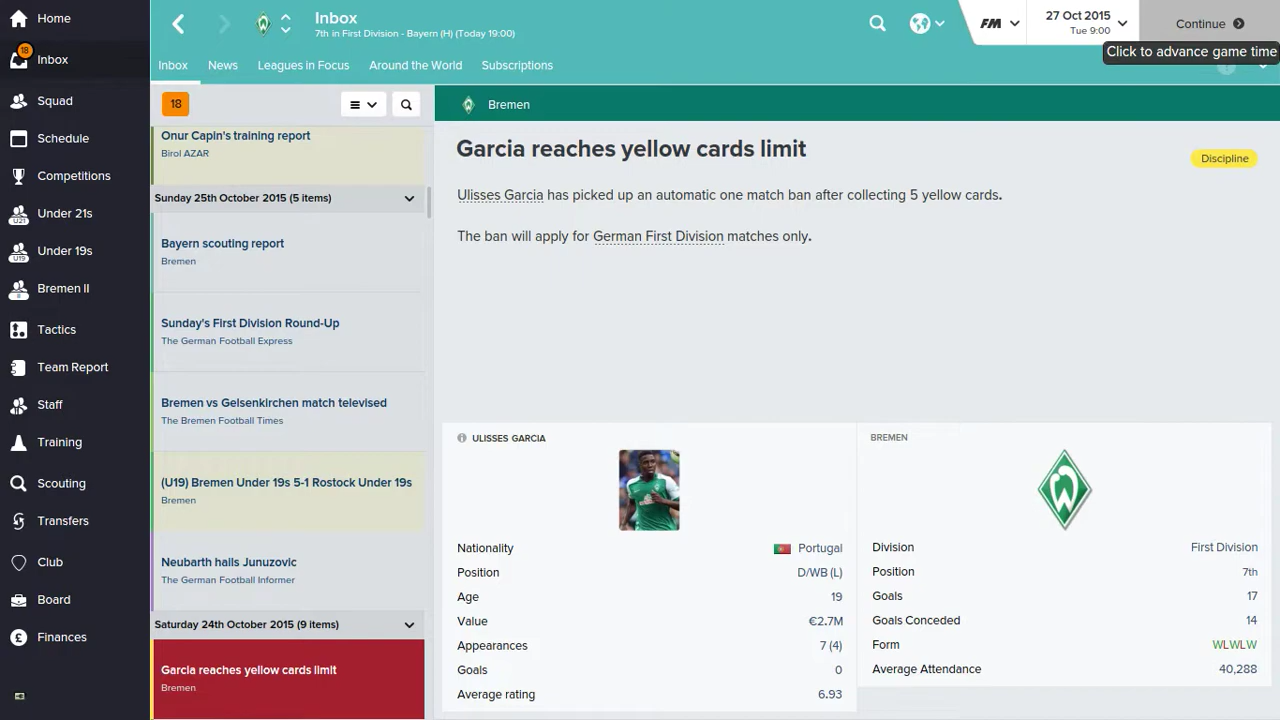 Home
Inbox
18
Squad
Schedule
Competitions
Under 21s
U21
Under 19s
U19
Bremen II
II
Tactics
Team Report
Staff
Training
Scouting
Transfers
Club
Board
Finances
Inbox
7th in First Division - Bayern (H) (Today 19:00)
FM
27 Oct 2015
Tue 9:00
Continue
Click to advance game time
Inbox
News
Leagues in Focus
Around the World
Subscriptions
18
Onur Capin's training report
Birol AZAR
Sunday 25th October 2015 (5 items)
Bayern scouting report
Bremen
Sunday's First Division Round-Up
The German Football Express
Bremen vs Gelsenkirchen match televised
The Bremen Football Times
(U19) Bremen Under 19s 5-1 Rostock Under 19s
Bremen
Neubarth hails Junuzovic
The German Football Informer
Saturday 24th October 2015 (9 items)
Garcia reaches yellow cards limit
Bremen
Bremen
Garcia reaches yellow cards limit
Discipline
Ulisses Garcia has picked up an automatic one match ban after collecting 5 yellow cards.
The ban will apply for German First Division matches only.
ULISSES GARCIA
Nationality Portugal
Position D/WB (L)
Age 19
Value €2.7M
Appearances 7 (4)
Goals 0
Average rating 6.93
BREMEN
Division First Division
Position 7th
Goals 17
Goals Conceded 14
Form WLWLW
Average Attendance 40,288